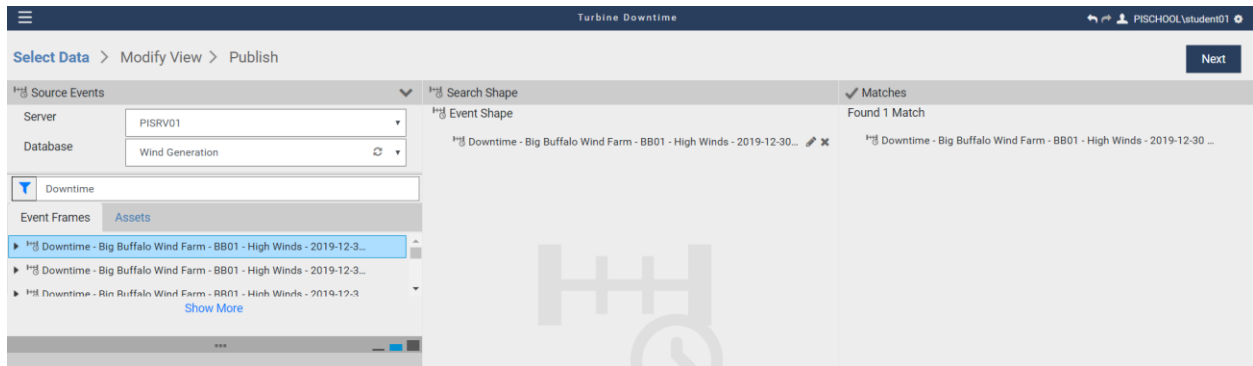 Turbine Downtime
PISCHOOL\student01
Select Data > Modify View > Publish
Next
Source Events
Server
PISRV01
Database
Wind Generation
Downtime
Event Frames
Assets
Downtime - Big Buffalo Wind Farm - BB01 - High Winds - 2019-12-3...
Downtime - Big Buffalo Wind Farm - BB01 - High Winds - 2019-12-3...
Downtime - Big Buffalo Wind Farm - BB01 - High Winds - 2019-12-3
Show More
Search Shape
Event Shape
Downtime - Big Buffalo Wind Farm - BB01 - High Winds - 2019-12-30...
Matches
Found 1 Match
Downtime - Big Buffalo Wind Farm - BB01 - High Winds - 2019-12-30 ...